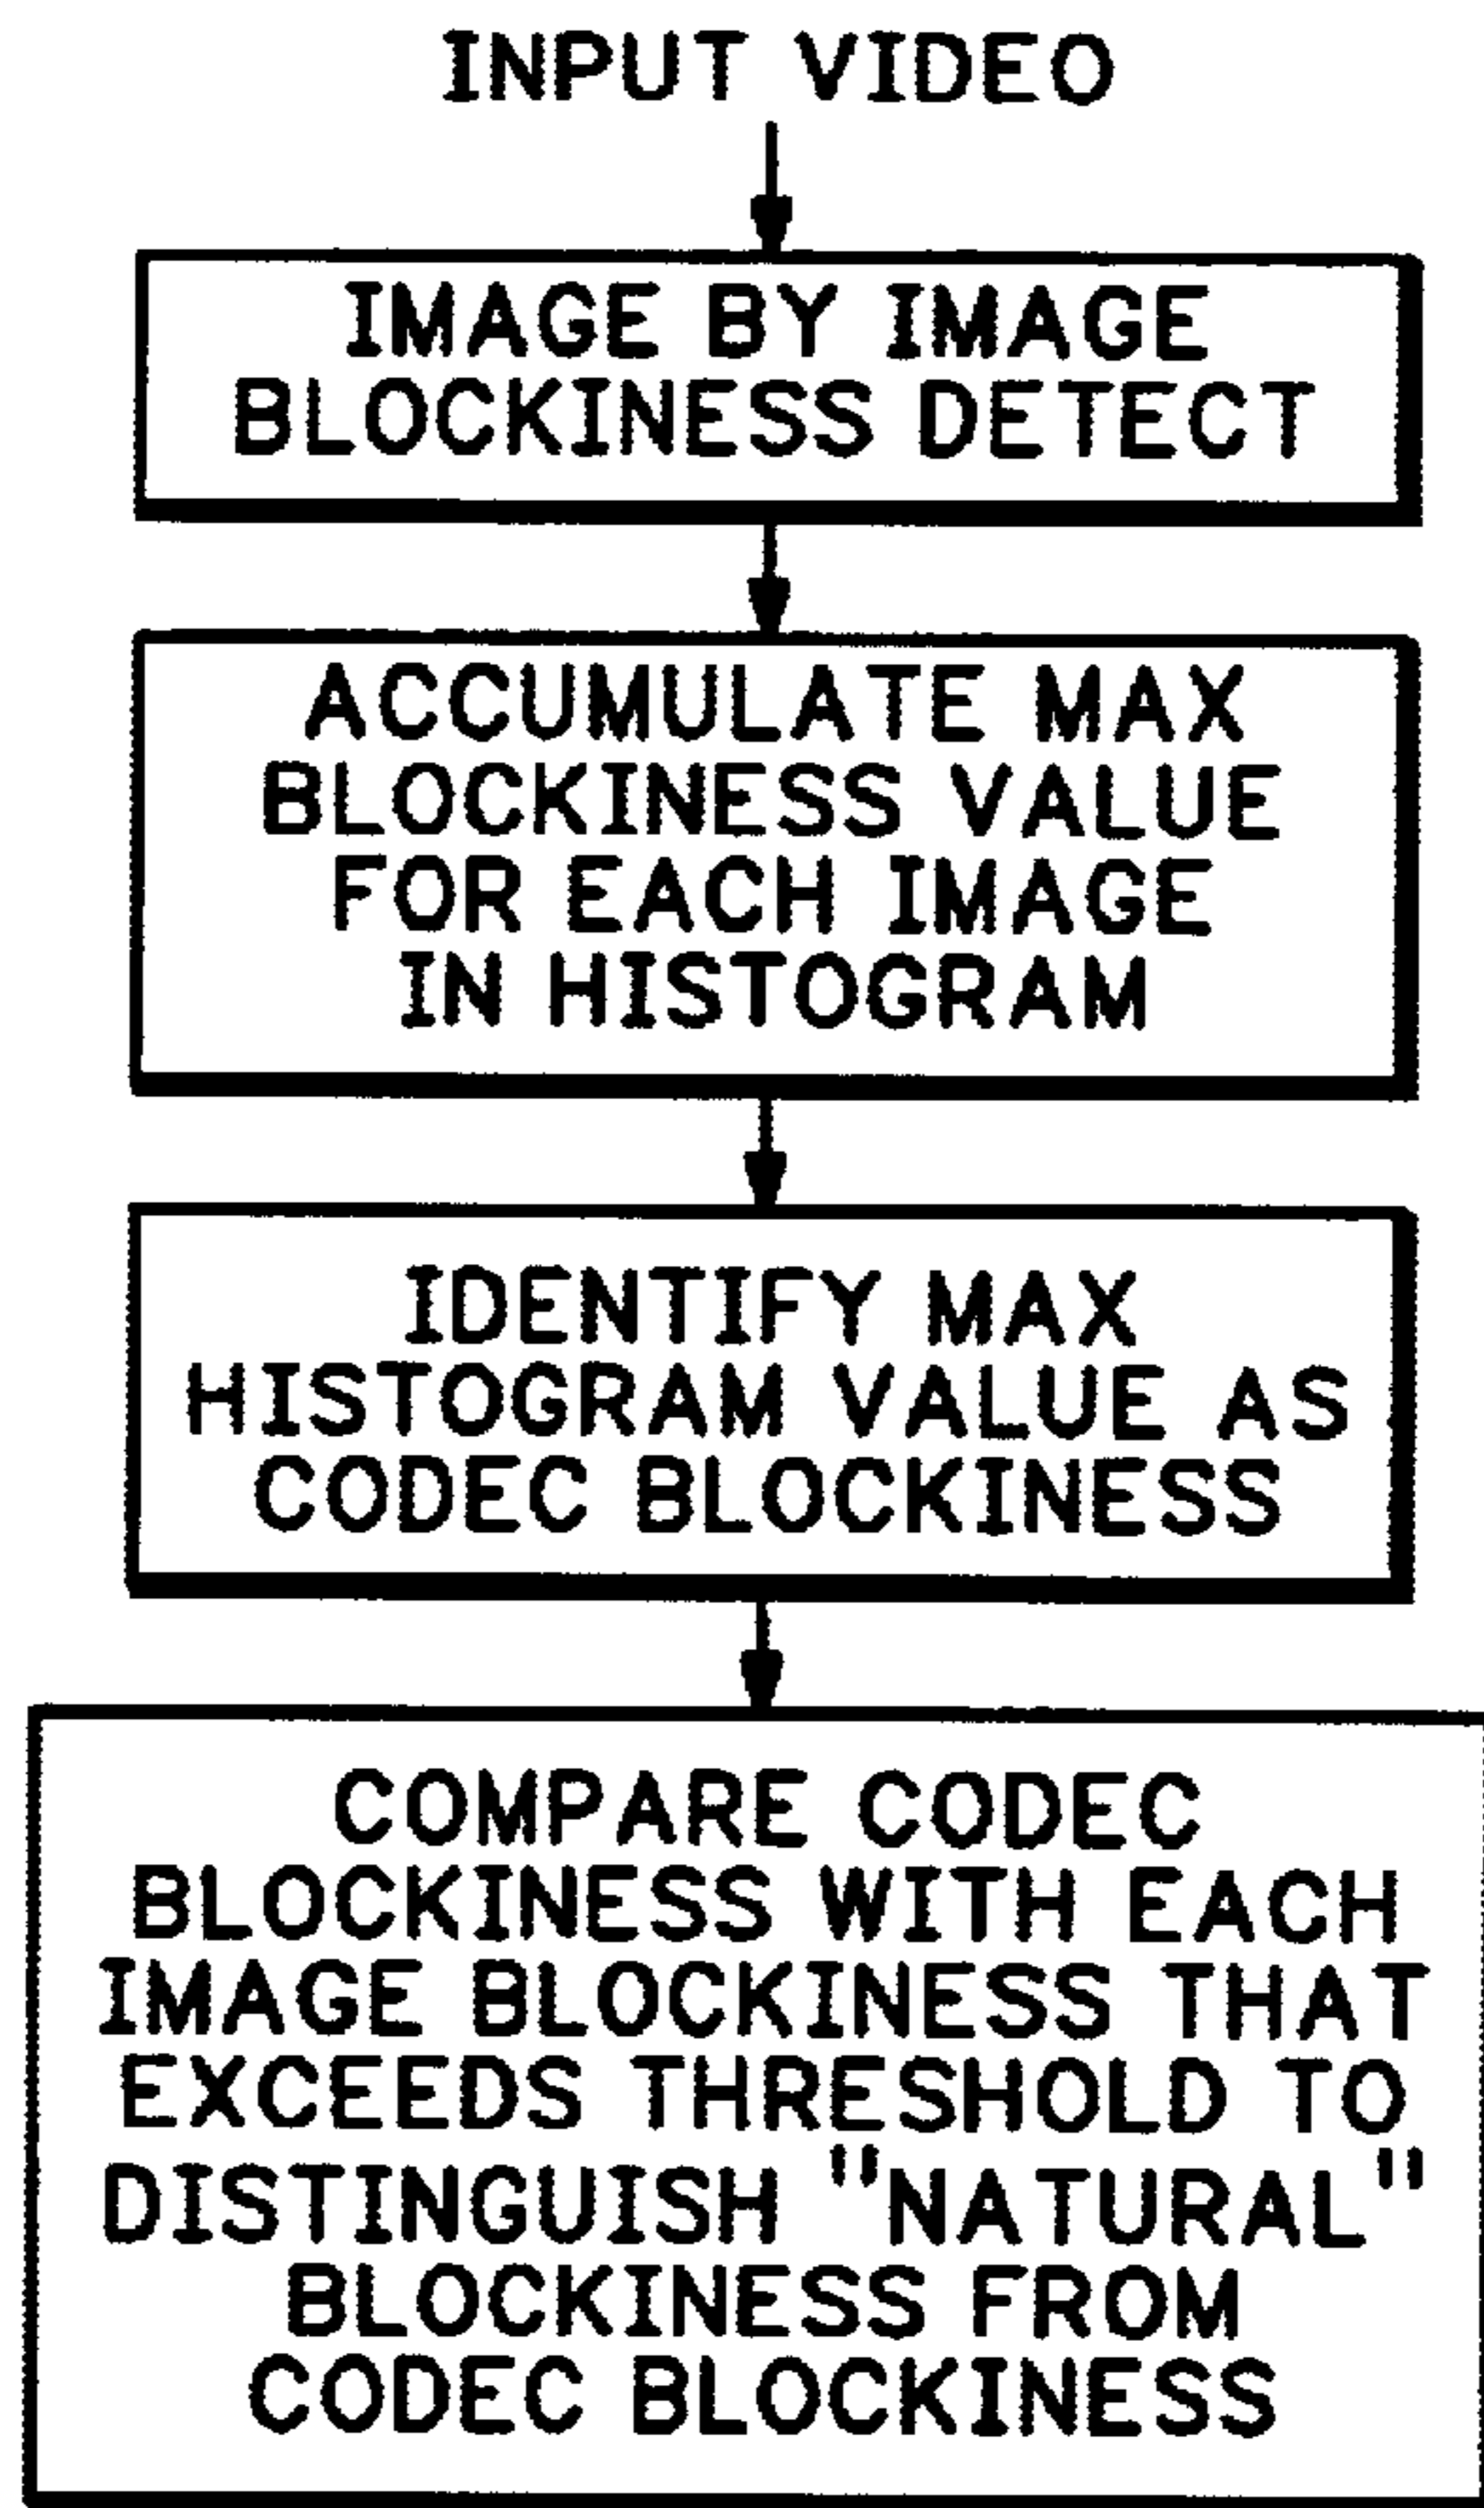 INPUT VIDEO
IMAGE BY IMAGE
BLOCKINESS DETECT
ACCUMULATE MAX
BLOCKINESS VALUE
FOR EACH IMAGE
IN HISTOGRAM
IDENTIFY MAX
HISTOGRAM VALUE AS
CODEC BLOCKINESS
COMPARE CODEC
BLOCKINESS WITH EACH
IMAGE BLOCKINESS THAT
EXCEEDS THRESHOLD TO
DISTINGUISH "NATURAL"
BLOCKINESS FROM
CODEC BLOCKINESS